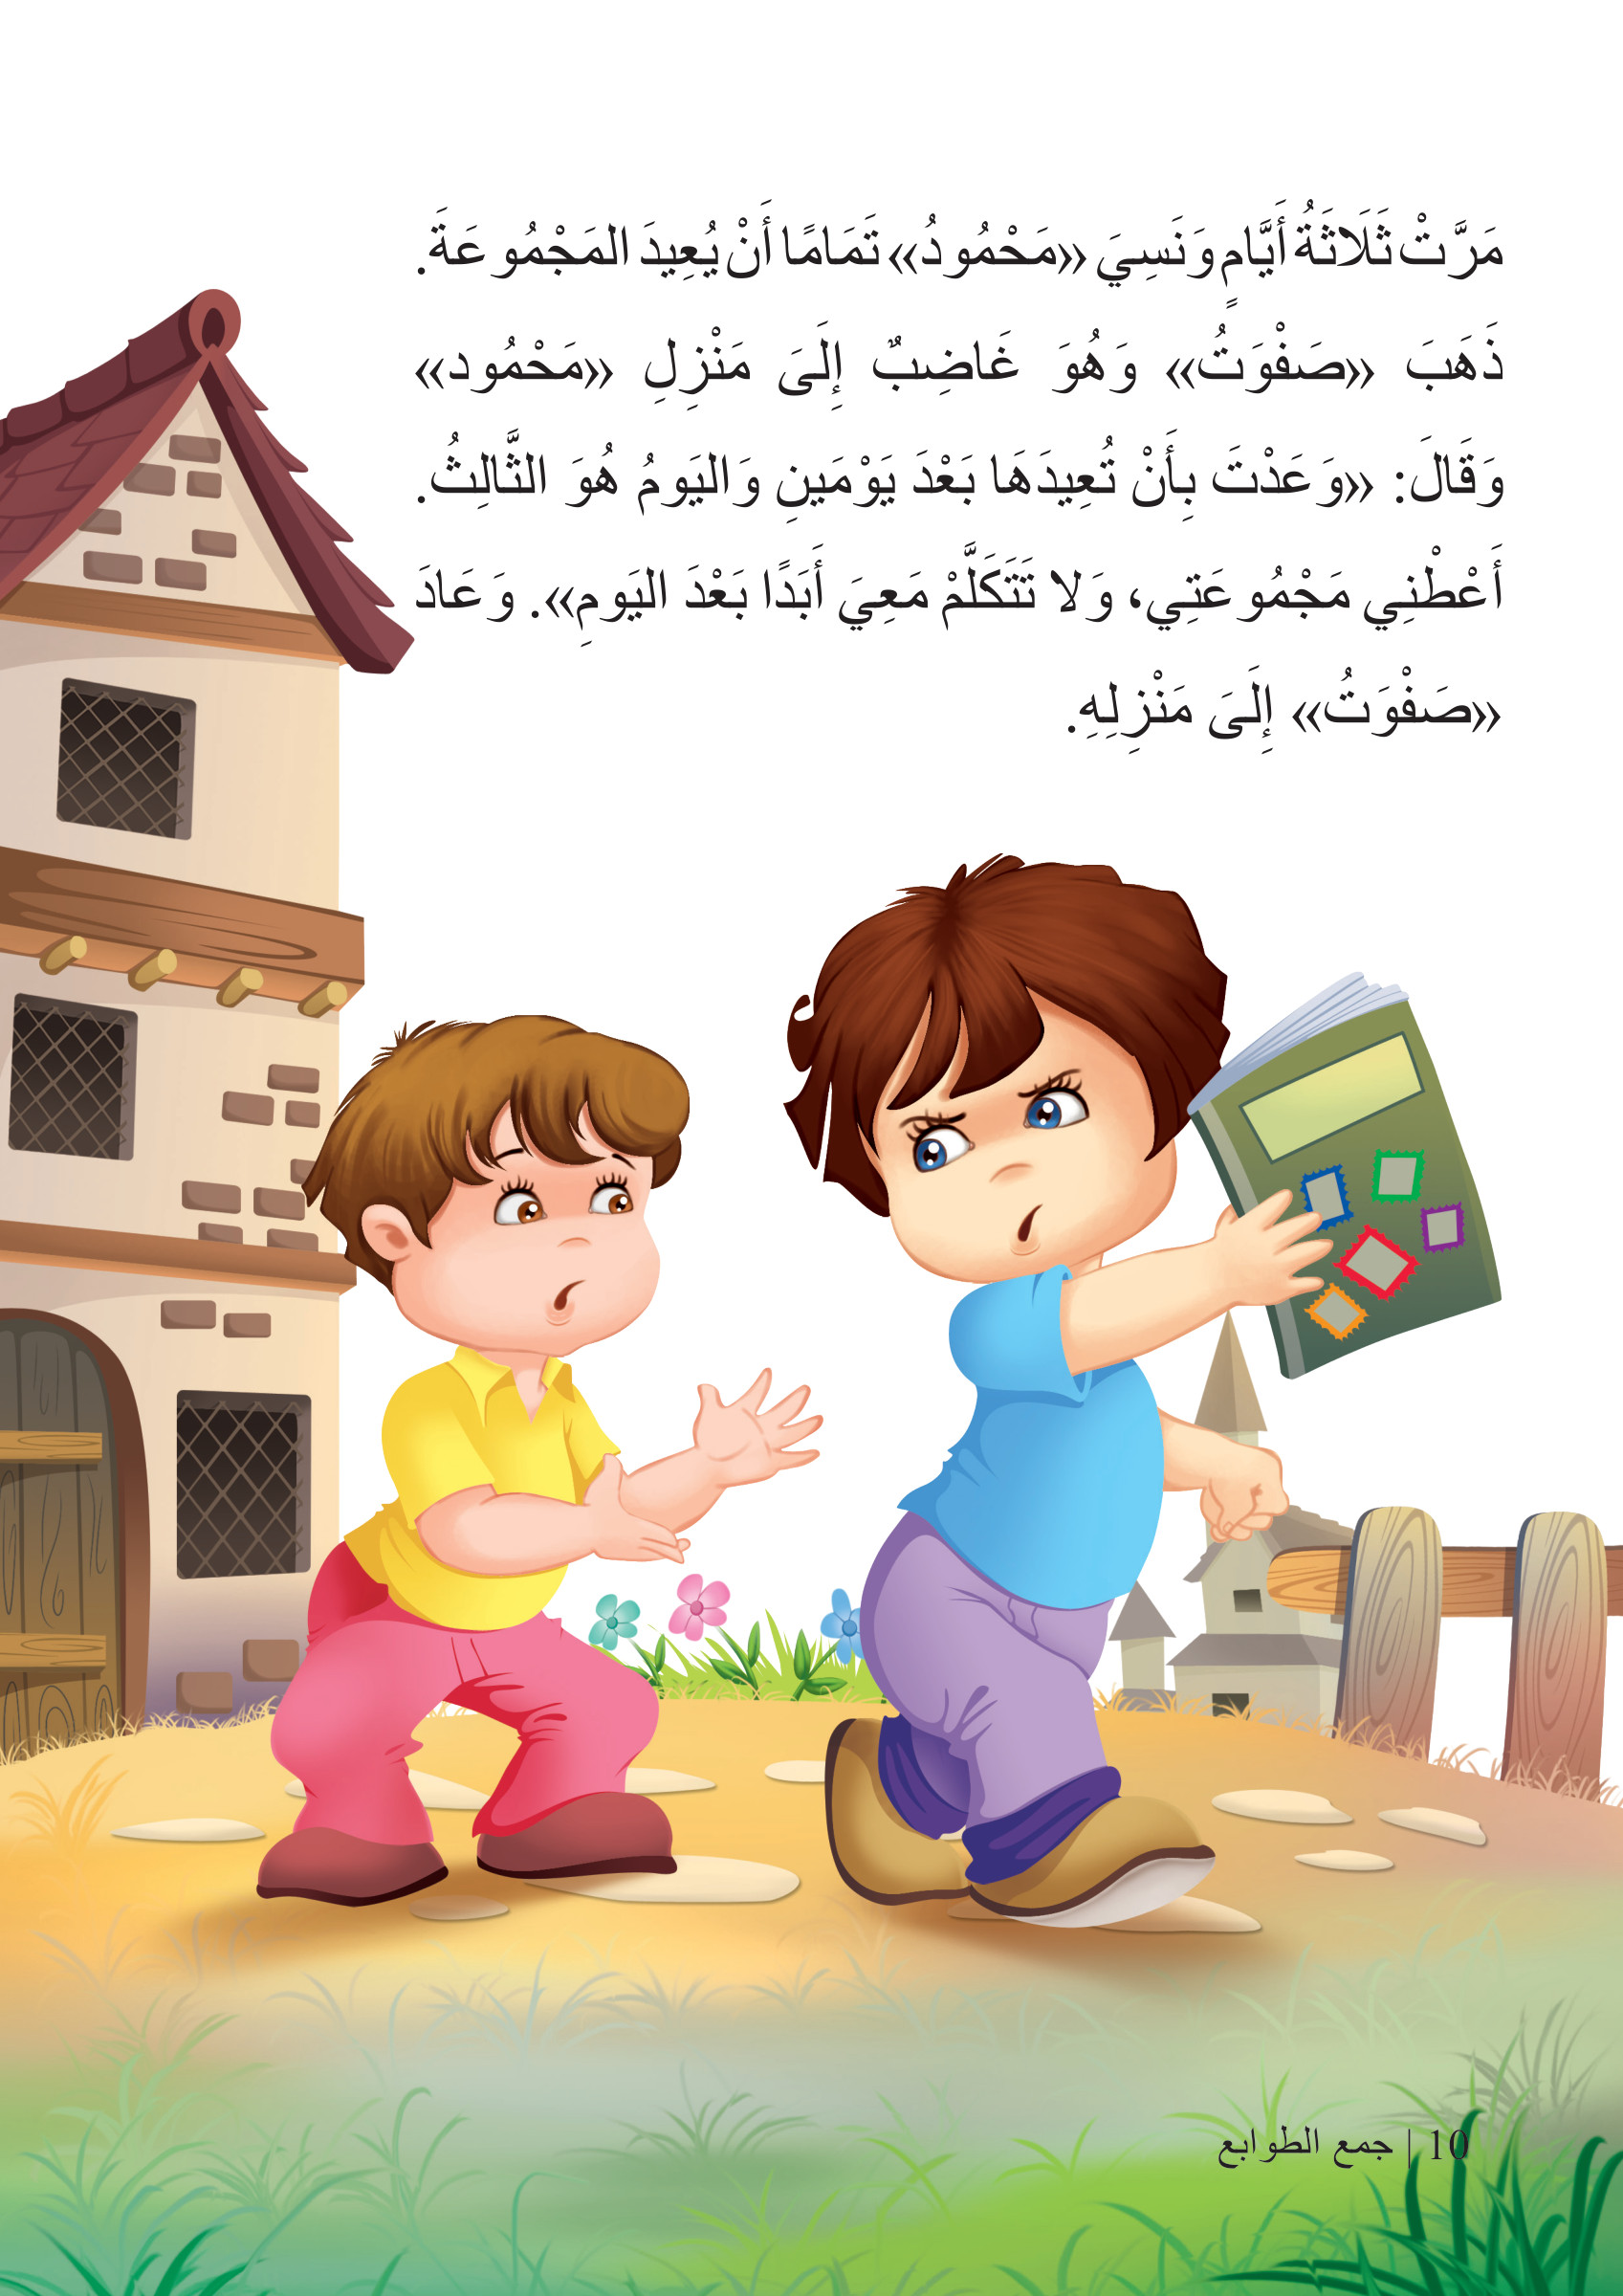 مَرَّتْ ثَلَاثَةُ أَيَّامٍ وَنَسِيَ «مَحْمُودُ» تَمَامًا أَنْ يُعِيدَ المَجْمُوعَةَ.
ذَهَبَ «صَفْوَتُ» وَهُوَ غَاضِبٌ إِلَىَ مَنْزِلِ «مَحْمُود»
وَقَالَ: «وَعَدْتَ بِأَنْ تُعِيدَهَا بَعْدَ يَوْمَينِ وَاليَومُ هُوَ الثَّالِثُ.
أَعْطْنِي مَجْمُوعَتِي، وَلا تَتَكَلَّمْ مَعِيَ أَبَدًا بَعْدَ اليَومِ». وَعَادَ
«صَفْوَتُ» إِلَىَ مَنْزِلِهِ.
10 | جمع الطوابع